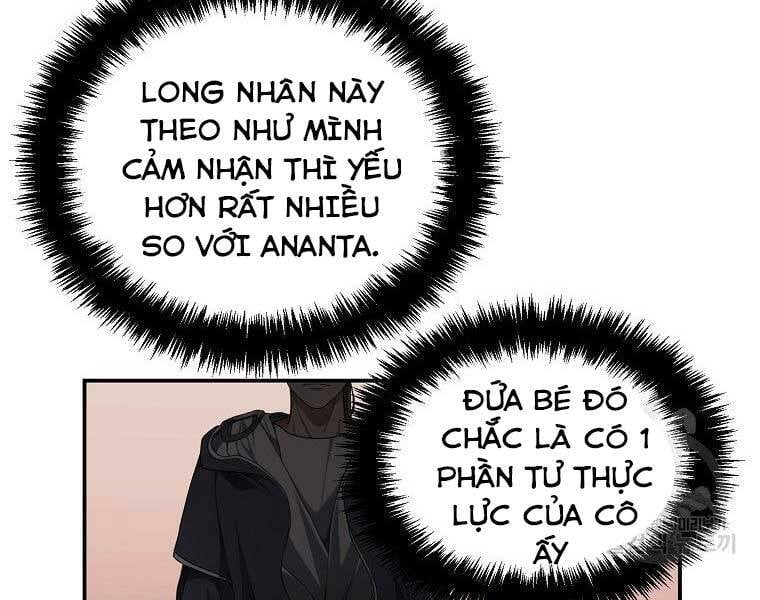 LONG NHÂN NÀY
THEO NHƯ MÌNH
CẢM NHẬN THÌ YẾU
HƠN RẤT NHIỀU
SO VỚI ANANTA.
ĐỨA BÉ ĐÓ
CHẮC LÀ CÓ 1
PHẦN TƯ THỰC
LỰC CỦA CÔ
ẤY